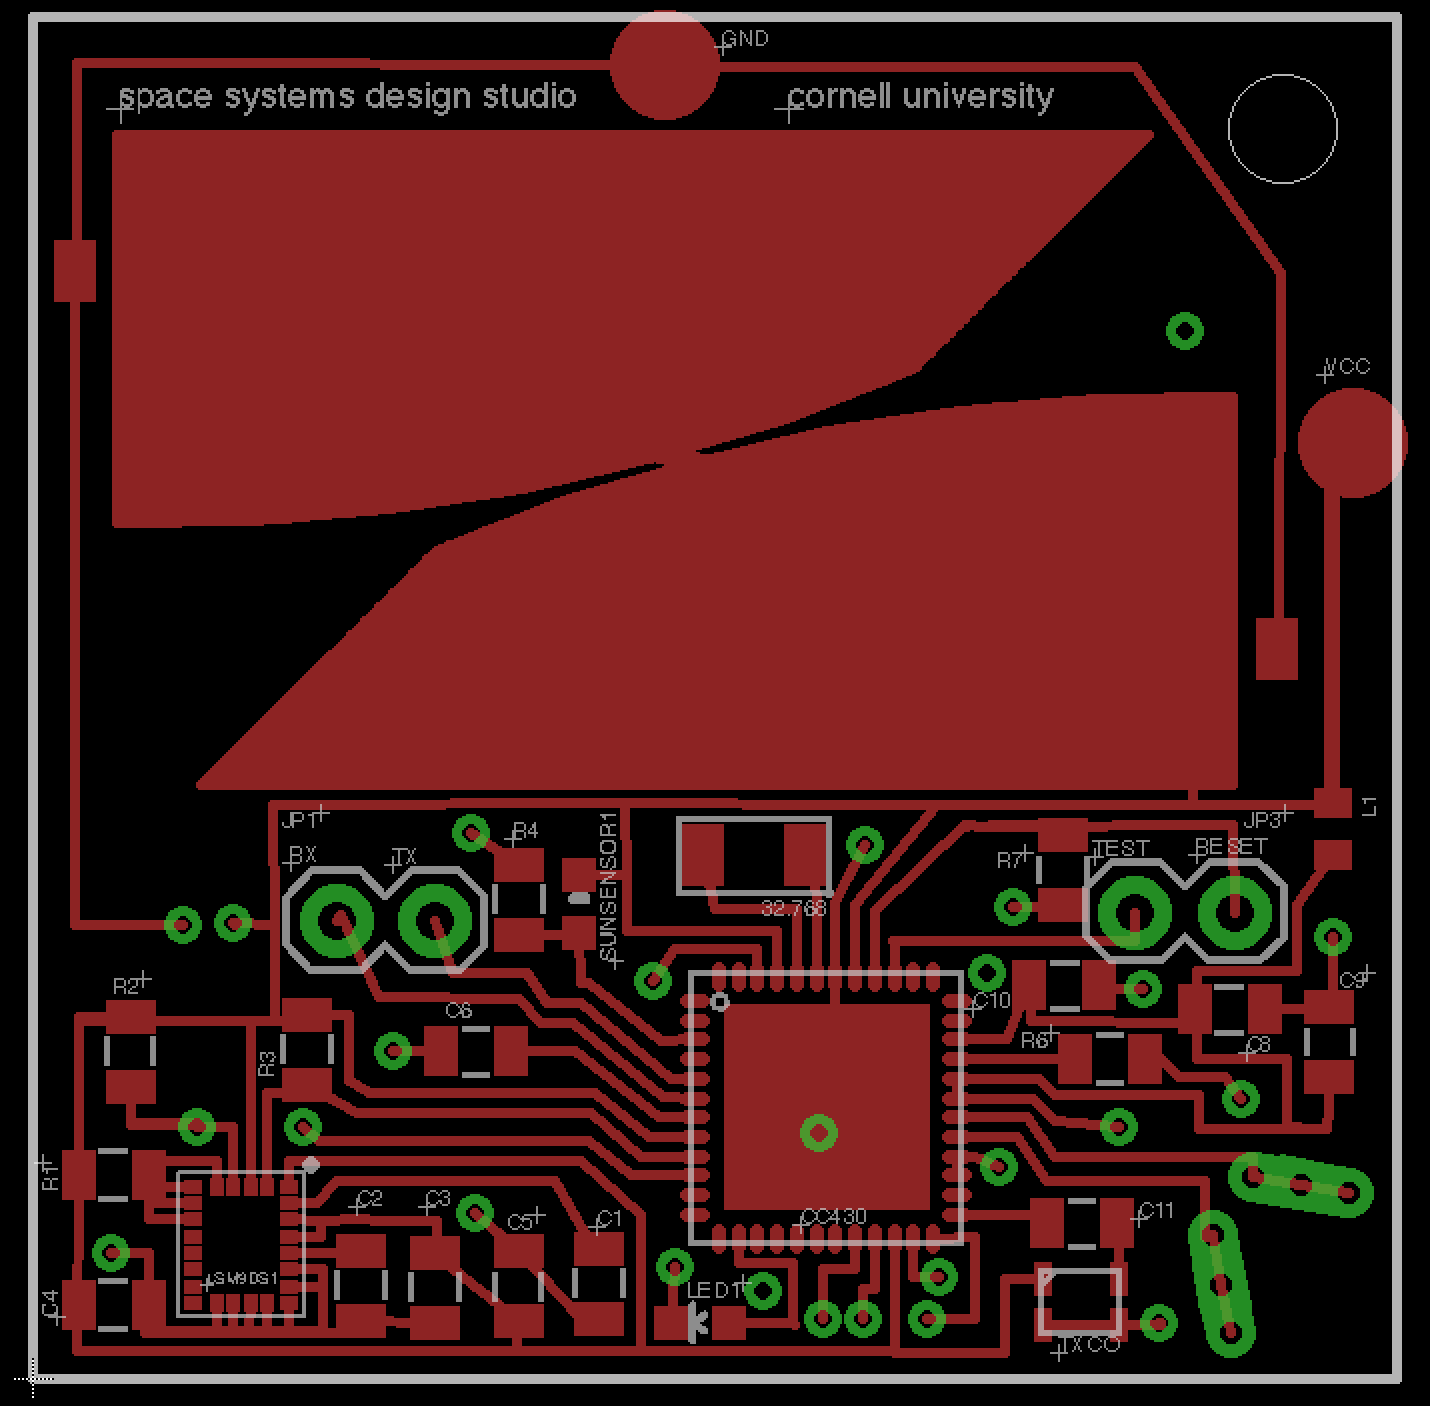 GND
space systems design studio
cornell university
VCC
L1
JP1
JP3
R4
SUNSENSOR1
RX
TX
R7
TEST
RESET
32.768
R2
C10
C9
C6
R6
C8
R3
R1
C2
C3
C5
C1
CC430
C11
LSM9DS1
LED1
C4
TXCO